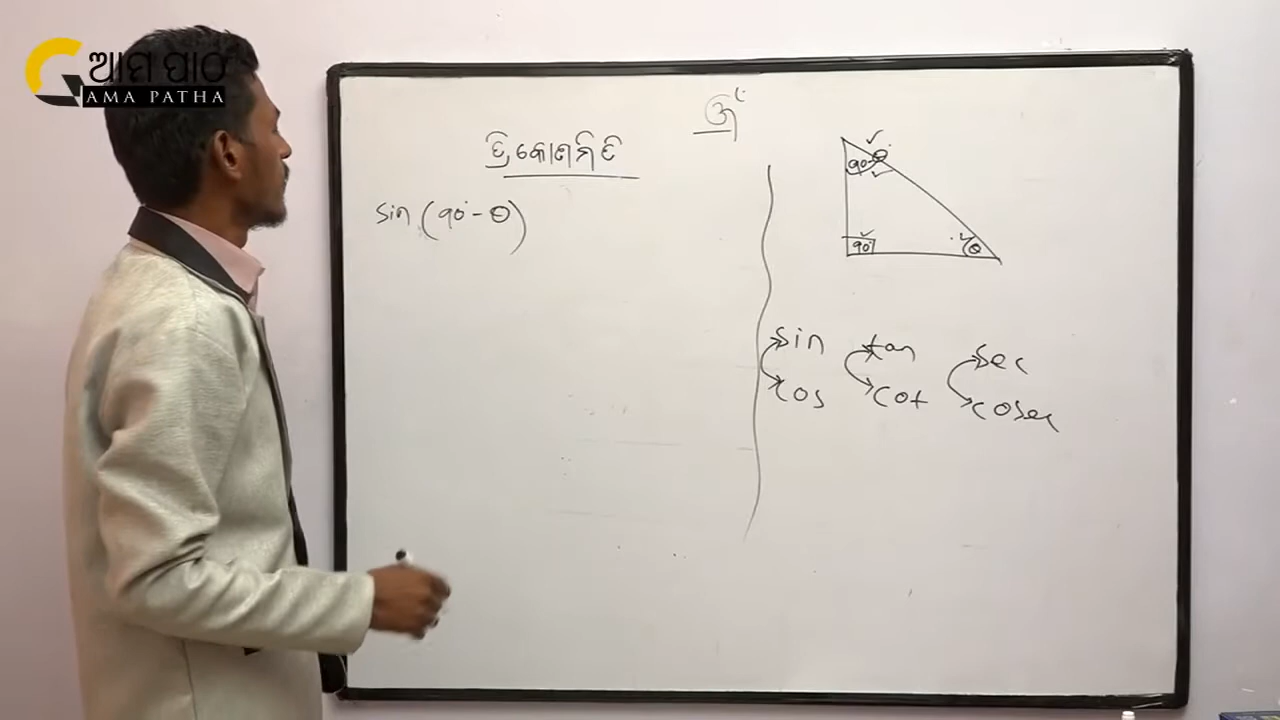 ଆମ ପାଠ
AMA PATHA
ତ୍ରିକୋଣମିତି
sin (90° - θ)
90-θ
90°
θ
sin tan sec
cos cot cosec